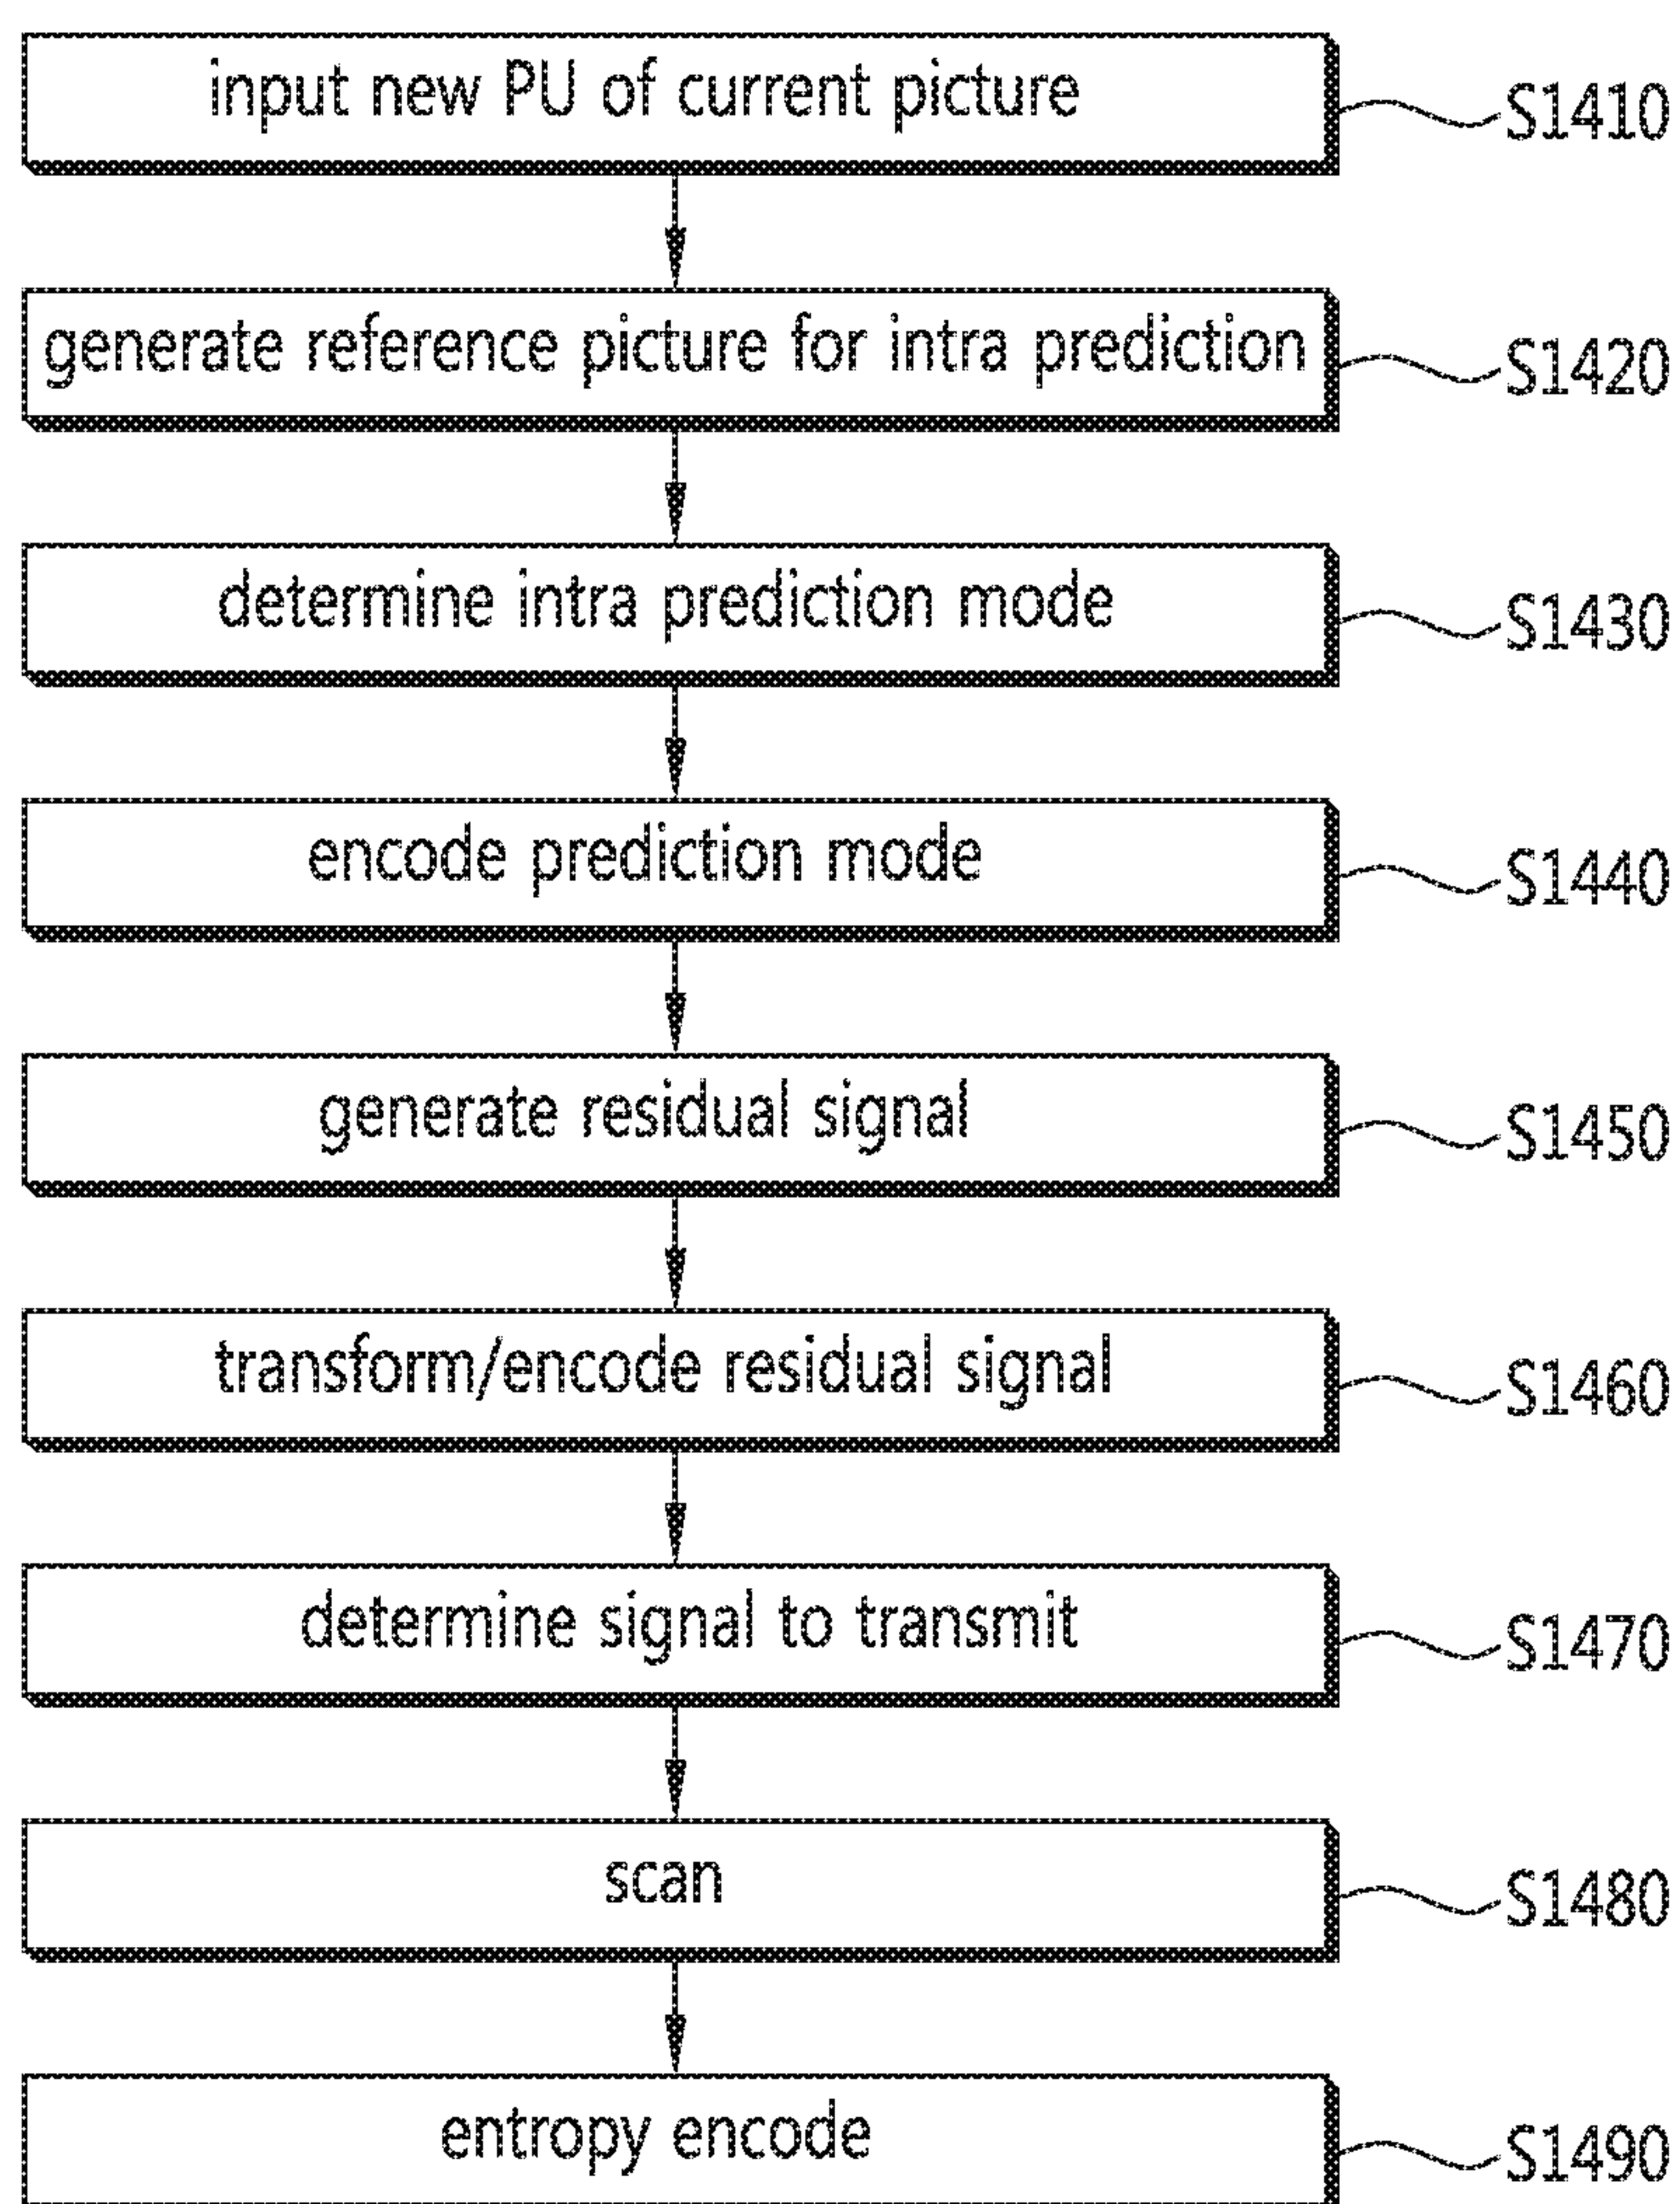 input new PU of current picture
S1410
generate reference picture for intra prediction
S1420
determine intra prediction mode
S1430
encode prediction mode
S1440
generate residual signal
S1450
transform/encode residual signal
S1460
determine signal to transmit
S1470
scan
S1480
entropy encode
S1490